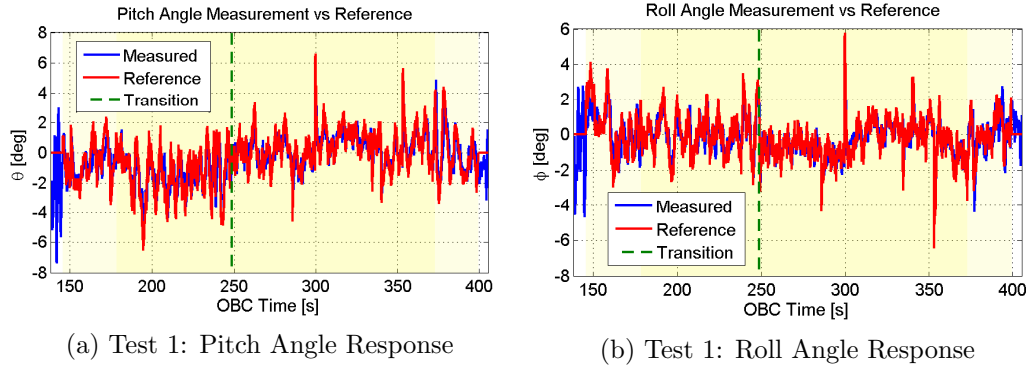 Pitch Angle Measurement vs Reference
8
6
4
2
0
-2
-4
-6
-8
θ [deg]
Measured
Reference
Transition
150
200
250
300
350
400
OBC Time [s]
(a) Test 1: Pitch Angle Response
Roll Angle Measurement vs Reference
6
4
2
0
-2
-4
-6
-8
ϕ [deg]
Measured
Reference
Transition
150
200
250
300
350
400
OBC Time [s]
(b) Test 1: Roll Angle Response